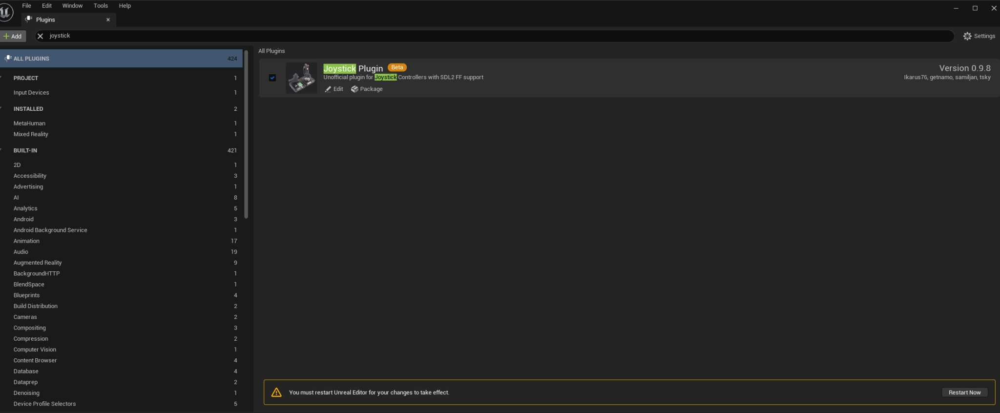 File Edit Window Tools Help
Plugins
Add
joystick
Settings
ALL PLUGINS 424
PROJECT 1
Input Devices 1
INSTALLED 2
MetaHuman 1
Mixed Reality 1
BUILT-IN 421
2D 1
Accessibility 3
Advertising 1
AI 8
Analytics 5
Android 3
Android Background Service 1
Animation 17
Audio 19
Augmented Reality 9
BackgroundHTTP 1
BlendSpace 1
Blueprints 4
Build Distribution 2
Cameras 2
Compositing 3
Compression 2
Computer Vision 1
Content Browser 4
Database 4
Dataprep 2
Denoising 1
Device Profile Selectors 5
All Plugins
Joystick Plugin Beta
Unofficial plugin for Joystick Controllers with SDL2 FF support
Edit Package
Version 0.9.8
Ikarus76, getnamo, samiljan, tsky
You must restart Unreal Editor for your changes to take effect.
Restart Now